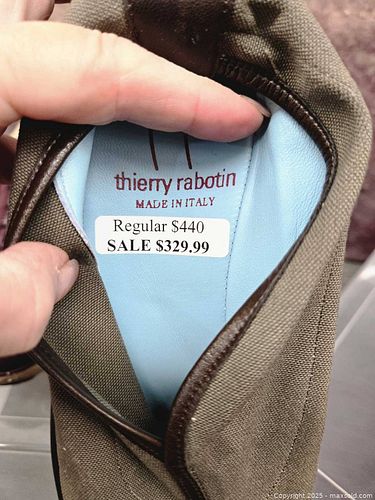 thierry rabotin
MADE IN ITALY
Regular $440
SALE $329.99
Copyright 2025 - maxsold.com